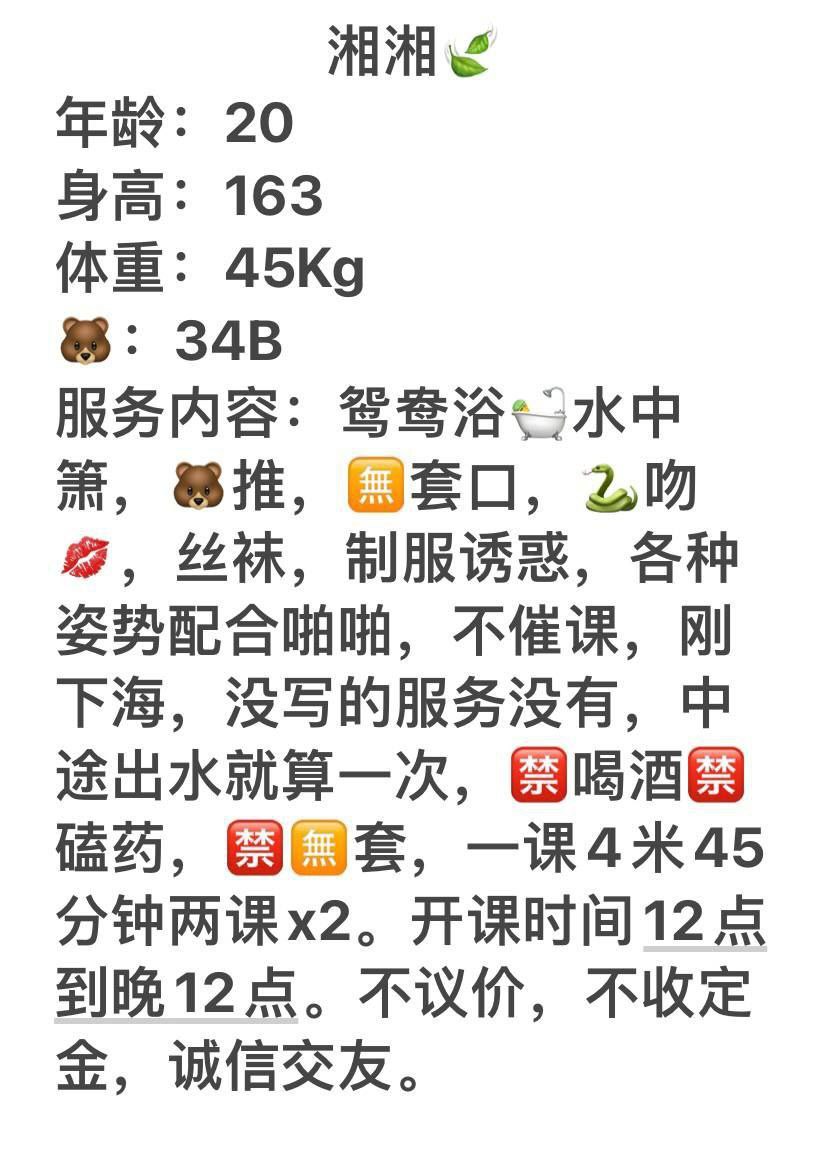 湘湘🍃
年龄：20
身高：163
体重：45Kg
🐻：34B
服务内容：鸳鸯浴🛀水中
箫，🐻推，🈚套口，🐍吻
💋，丝袜，制服诱惑，各种
姿势配合啪啪，不催课，刚
下海，没写的服务没有，中
途出水就算一次，🈲喝酒🈲
磕药，🈲🈚套，一课4米45
分钟两课x2。开课时间12点
到晚12点。不议价，不收定
金，诚信交友。